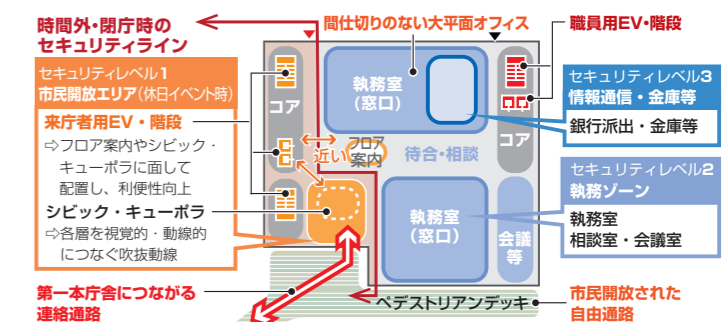 時間外・閉庁時の
セキュリティライン
間仕切りのない大平面オフィス
職員用EV・階段
セキュリティレベル1
市民開放エリア(休日イベント時)
来庁者用EV・階段
⇨フロア案内やシビック・
キューポラに面して
配置し、利便性向上
シビック・キューポラ
⇨各層を視覚的・動線的
につなぐ吹抜動線
コア
執務室
(窓口)
近い
フロア
案内
待合・相談
コア
執務室
(窓口)
会議
等
セキュリティレベル3
情報通信・金庫等
銀行派出・金庫等
セキュリティレベル2
執務ゾーン
執務室
相談室・会議室
第一本庁舎につながる
連絡通路
ペデストリアンデッキ
市民開放された
自由通路